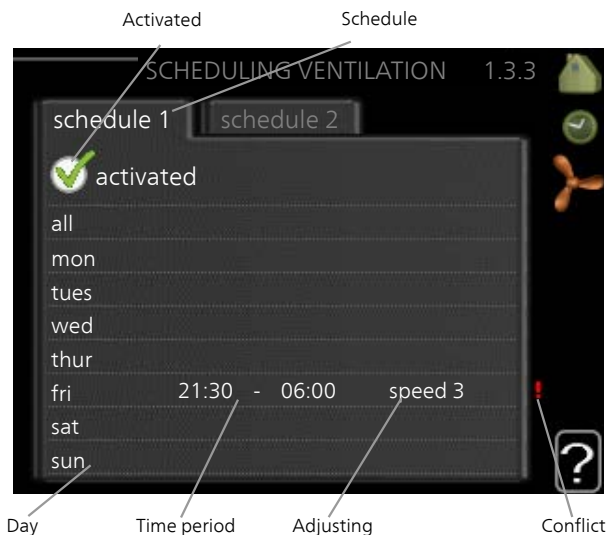 Activated Schedule
SCHEDULING VENTILATION 1.3.3
schedule 1 schedule 2
activated
all
mon
tues
wed
thur
fri 21:30 - 06:00 speed 3 !
sat
sun
?
Day Time period Adjusting Conflict